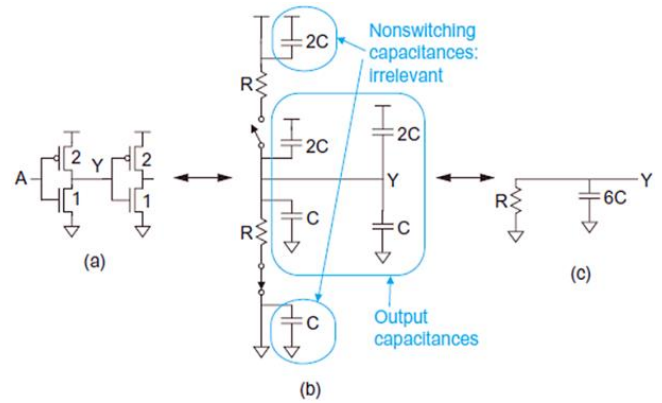 Nonswitching
capacitances:
irrelevant
2C
R
2C
2C
A
2
Y
2
1
1
Y
R
C
C
R
6C
Y
(a)
(c)
C
Output
capacitances
(b)